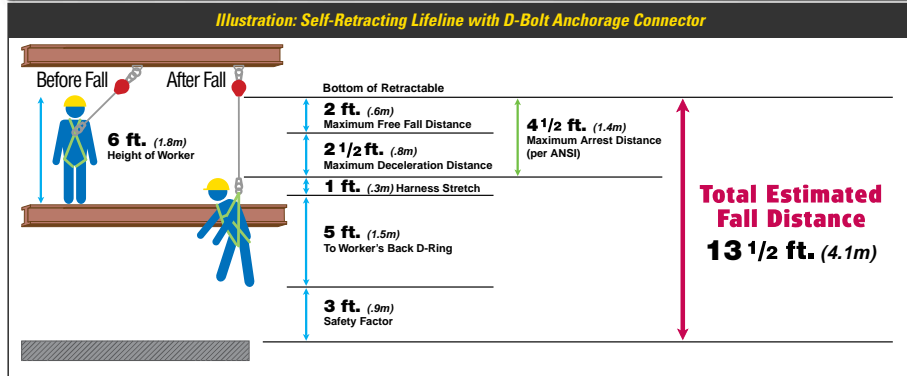 Illustration: Self-Retracting Lifeline with D-Bolt Anchorage Connector
Before Fall
After Fall
6 ft. (1.8m)
Height of Worker
Bottom of Retractable
2 ft. (.6m)
Maximum Free Fall Distance
2 1/2 ft. (.8m)
Maximum Deceleration Distance
4 1/2 ft. (1.4m)
Maximum Arrest Distance
(per ANSI)
1 ft. (.3m) Harness Stretch
5 ft. (1.5m)
To Worker's Back D-Ring
3 ft. (.9m)
Safety Factor
Total Estimated
Fall Distance
13 1/2 ft. (4.1m)